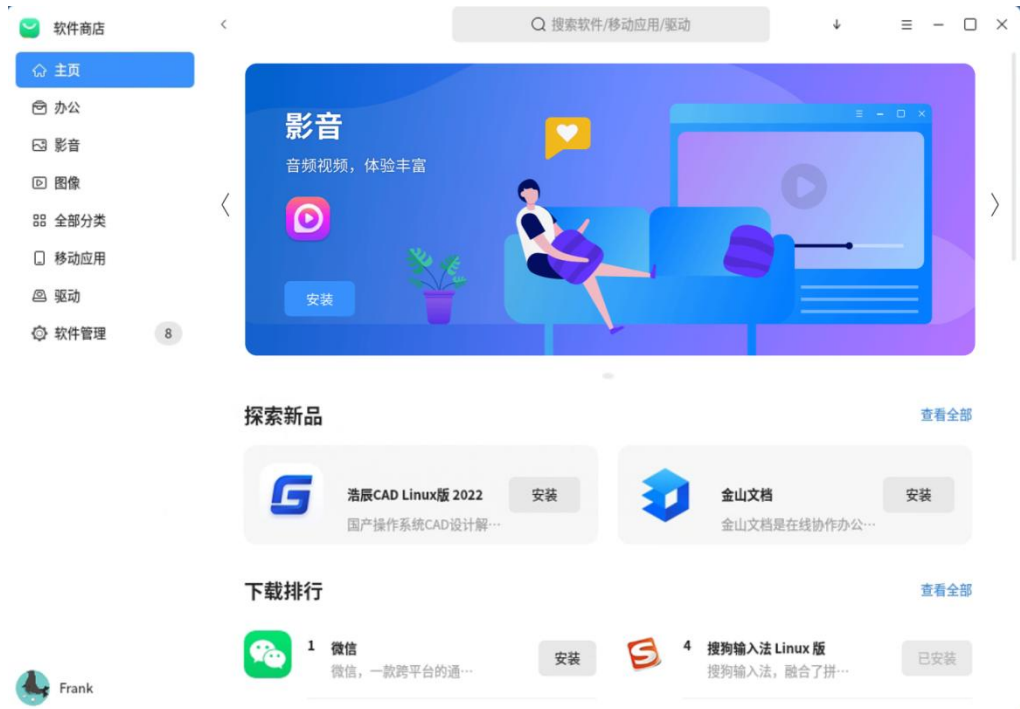 软件商店
搜索软件/移动应用/驱动
主页
办公
影音
图像
全部分类
移动应用
驱动
软件管理 8
Frank
影音
音频视频，体验丰富
安装
探索新品 查看全部
浩辰CAD Linux版 2022
国产操作系统CAD设计解…
安装
金山文档
金山文档是在线协作办公…
安装
下载排行 查看全部
1 微信
微信，一款跨平台的通…
安装
4 搜狗输入法 Linux 版
搜狗输入法，融合了拼…
已安装